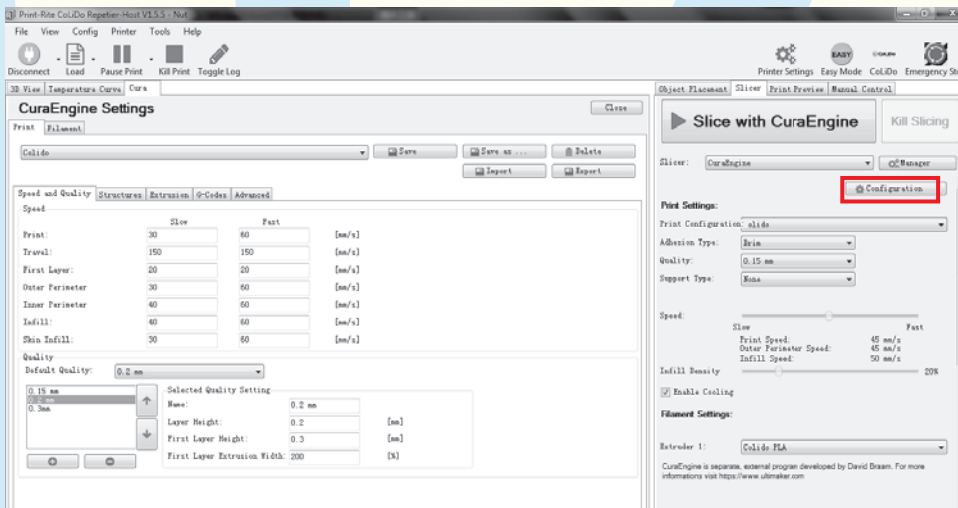 Print-Rite CoLiDo Repetier-Host V1.5.5 - Nut
File View Config Printer Tools Help
Disconnect Load Pause Print Kill Print Toggle Log
Printer Settings Easy Mode CoLiDo Emergency St
EASY
3D View Temperature Curve Cura
Object Placement Slicer Print Preview Manual Control
CuraEngine Settings
Close
Print Filament
Colido
Save Save as ... Delete
Import Export
Speed and Quality Structures Extrusion G-Codes Advanced
Speed
Slow Fast
Print: 30 60 [mm/s]
Travel: 150 150 [mm/s]
First Layer: 20 20 [mm/s]
Outer Perimeter 30 60 [mm/s]
Inner Perimeter 40 60 [mm/s]
Infill: 40 60 [mm/s]
Skin Infill: 30 60 [mm/s]
Quality
Default Quality: 0.2 mm
0.15 mm
0.2 mm
0.3mm
Selected Quality Setting
Name: 0.2 mm
Layer Height: 0.2 [mm]
First Layer Height: 0.3 [mm]
First Layer Extrusion Width: 200 [%]
Slice with CuraEngine
Kill Slicing
Slicer: CuraEngine Manager
Configuration
Print Settings:
Print Configuration: olido
Adhesion Type: Brim
Quality: 0.15 mm
Support Type: None
Speed:
Slow Fast
Print Speed: 45 mm/s
Outer Perimeter Speed: 45 mm/s
Infill Speed: 50 mm/s
Infill Density 20%
Enable Cooling
Filament Settings:
Extruder 1: Colido PLA
CuraEngine is separate, external program developed by David Braam. For more
informations visit https://www.ultimaker.com